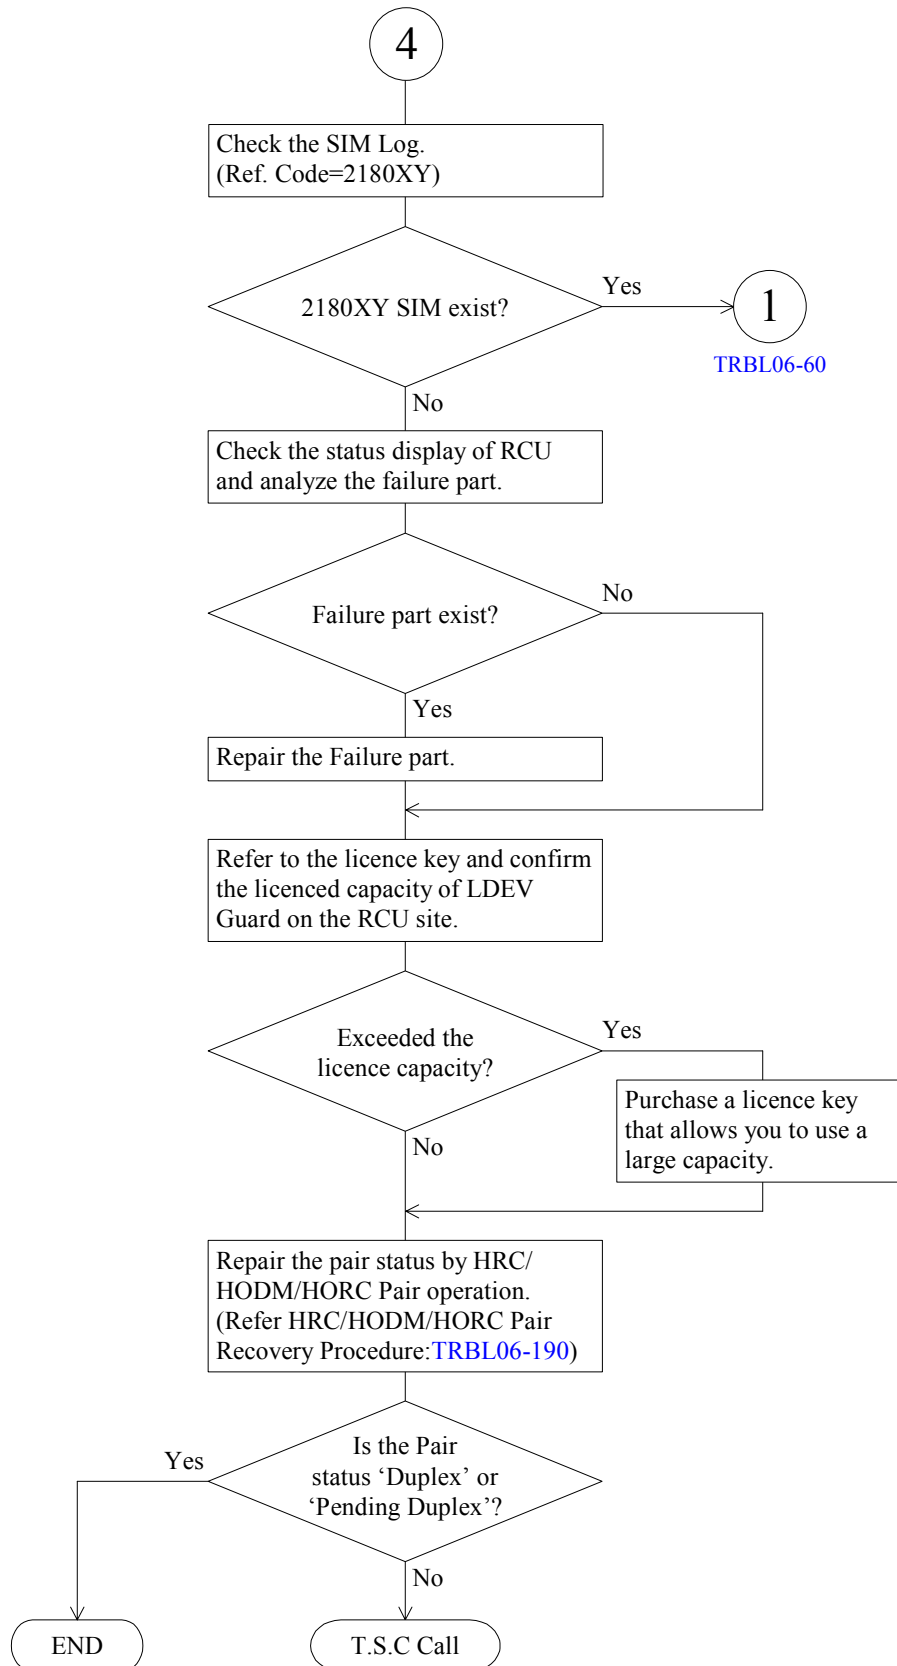 4
Check the SIM Log.
(Ref. Code=2180XY)
2180XY SIM exist?
Yes
1
TRBL06-60
No
Check the status display of RCU
and analyze the failure part.
Failure part exist?
No
Yes
Repair the Failure part.
Refer to the licence key and confirm
the licenced capacity of LDEV
Guard on the RCU site.
Exceeded the
licence capacity?
Yes
Purchase a licence key
that allows you to use a
large capacity.
No
Repair the pair status by HRC/
HODM/HORC Pair operation.
(Refer HRC/HODM/HORC Pair
Recovery Procedure:TRBL06-190)
Is the Pair
status ‘Duplex’ or
‘Pending Duplex’?
Yes
No
END
T.S.C Call